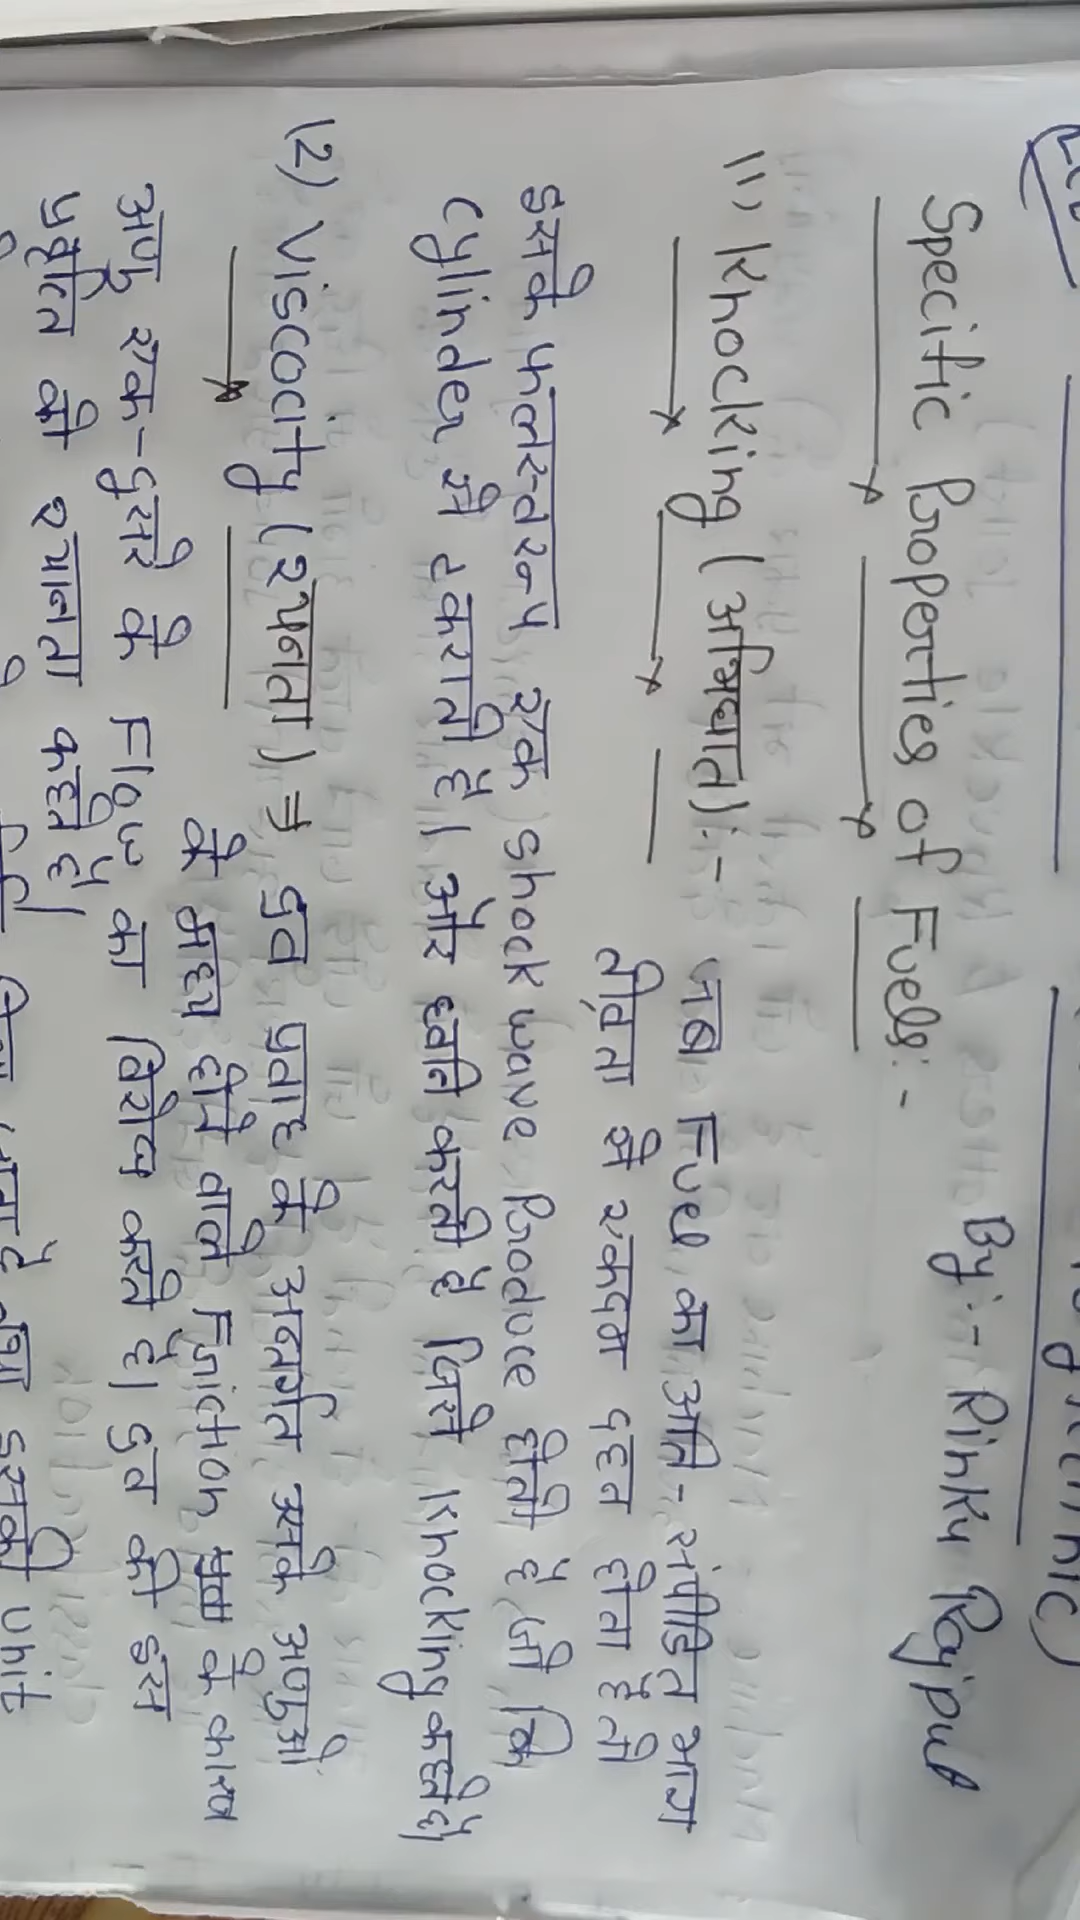 Specific Properties of Fuels:-
By:- Rinku Rajput
(1) Knocking (अभिघात):- जब Fuel का अति-संपीडित भाग
तीव्रता से एकदम दहन होता है तो
इसके फलस्वरूप एक shock wave Produce होती है, जो कि
Cylinder से टकराती है। और ध्वनि करती है जिसे Knocking कहते है।
(2) Viscocity (श्यानता) ⇒ द्रव प्रवाह के अन्तर्गत उसके अणुओं
के मध्य होने वाले Friction के कारण
अणु एक-दुसरे के Flow का विरोध करते है। द्रव की इस
प्रवृति को श्यानता कहते है।
इसकी unit